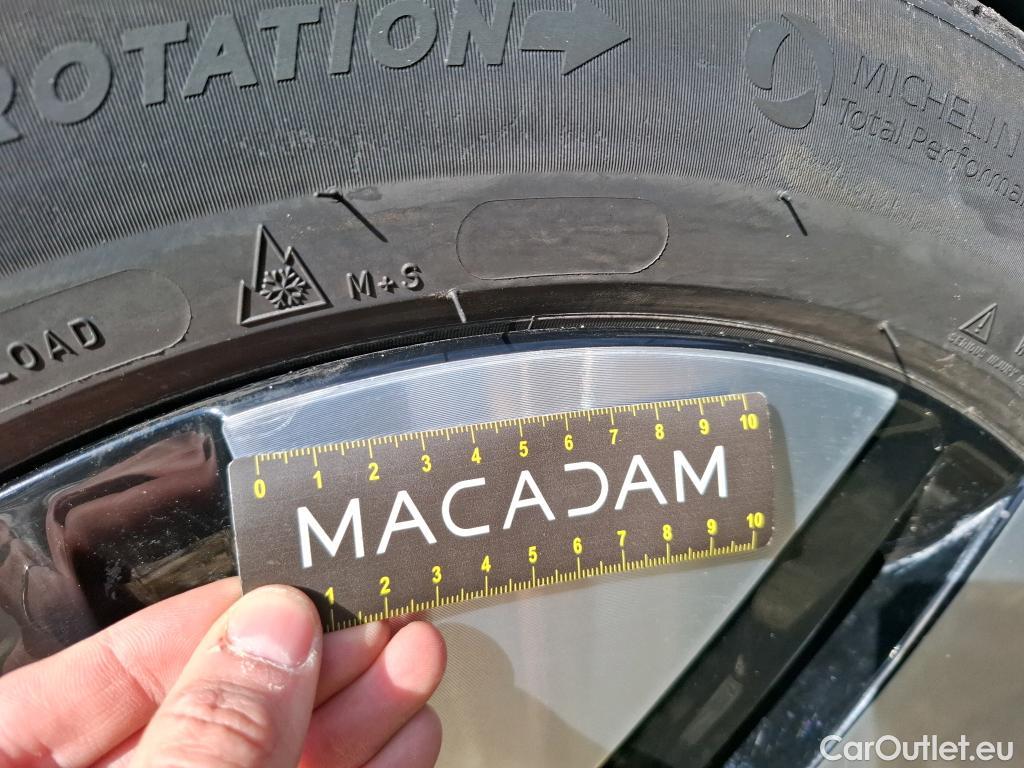 ROTATION
MICHELIN
Total Performa
LOAD
M+S
0 1 2 3 4 5 6 7 8 9 10
MACADAM
1 2 3 4 5 6 7 8 9 10
CarOutlet.eu